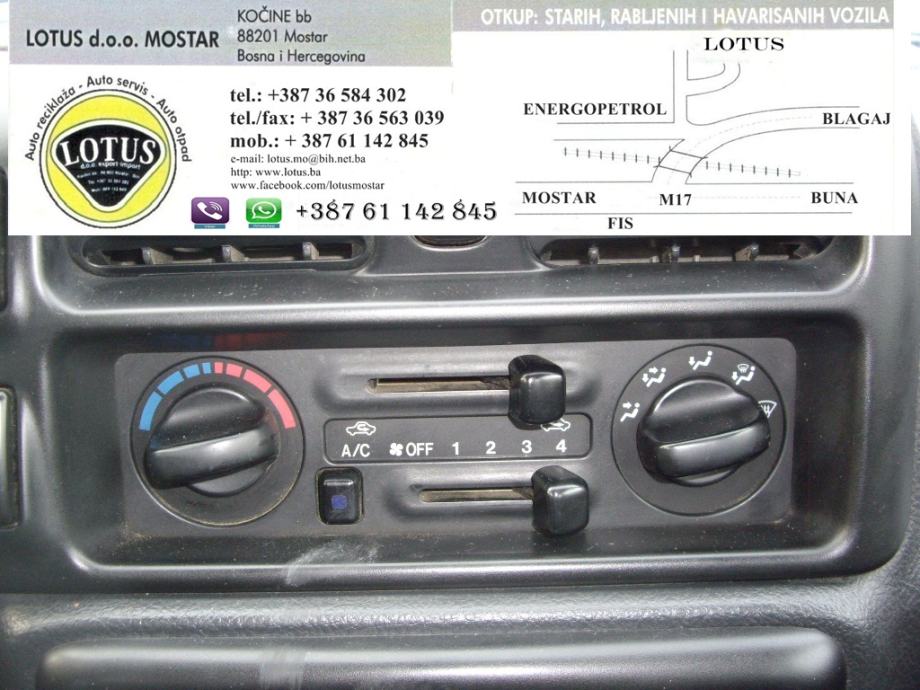 LOTUS d.o.o. MOSTAR
KOČINE bb
88201 Mostar
Bosna i Hercegovina
OTKUP: STARIH, RABLJENIH I HAVARISANIH VOZILA
Auto reciklaža - Auto servis - Auto otpad
LOTUS
d.o.o. export-import
tel.: +387 36 584 302
tel./fax: + 387 36 563 039
mob.: + 387 61 142 845
e-mail: lotus.mo@bih.net.ba
http: www.lotus.ba
www.facebook.com/lotusmostar
+387 61 142 845
LOTUS
ENERGOPETROL
BLAGAJ
MOSTAR
M17
BUNA
FIS
A/C OFF 1 2 3 4